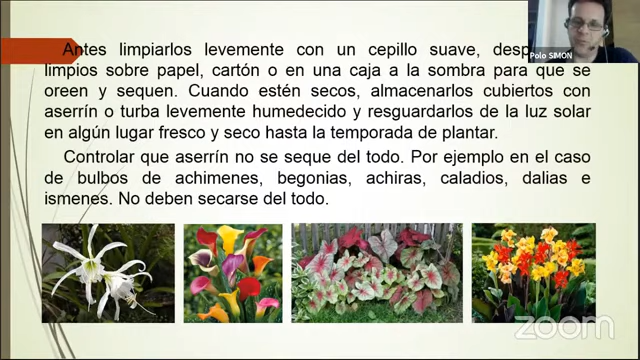 Antes limpiarlos levemente con un cepillo suave,
limpios sobre papel, cartón o en una caja a la sombra para que se
oreen y sequen. Cuando estén secos, almacenarlos cubiertos con
aserrín o turba levemente humedecido y resguardarlos de la luz solar
en algún lugar fresco y seco hasta la temporada de plantar.
Controlar que aserrín no se seque del todo. Por ejemplo en el caso
de bulbos de achimenes, begonias, achiras, caladios, dalias e
ismenes. No deben secarse del todo.
Polo SIMON
zoom